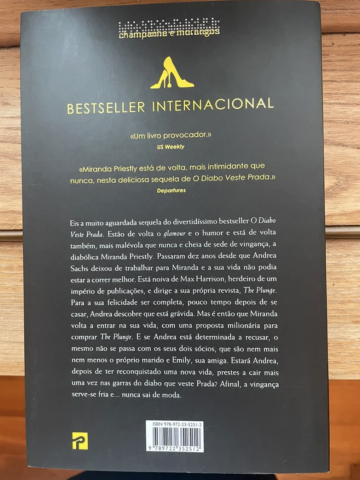 champanhe e morangos
BESTSELLER INTERNACIONAL
«Um livro provocador.»
US Weekly
«Miranda Priestly está de volta, mais intimidante que
nunca, nesta deliciosa sequela de O Diabo Veste Prada.»
Departures
Eis a muito aguardada sequela do divertidíssimo bestseller O Diabo
Veste Prada. Estão de volta o glamour e o humor e está de volta
também, mais malévola que nunca e cheia de sede de vingança, a
diabólica Miranda Priestly. Passaram dez anos desde que Andrea
Sachs deixou de trabalhar para Miranda e a sua vida não podia
estar a correr melhor. Está noiva de Max Harrison, herdeiro de um
império de publicações, e dirige a sua própria revista, The Plunge.
Para a sua felicidade ser completa, pouco tempo depois de se
casar, Andrea descobre que está grávida. Mas é então que Miranda
volta a entrar na sua vida, com uma proposta milionária para
comprar The Plunge. E se Andrea está determinada a recusar, o
mesmo não se passa com os seus dois sócios, que são nem mais
nem menos o próprio marido e Emily, sua amiga. Estará Andrea,
depois de ter reconquistado uma nova vida, prestes a cair mais
uma vez nas garras do diabo que veste Prada? Afinal, a vingança
serve-se fria e... nunca sai de moda.